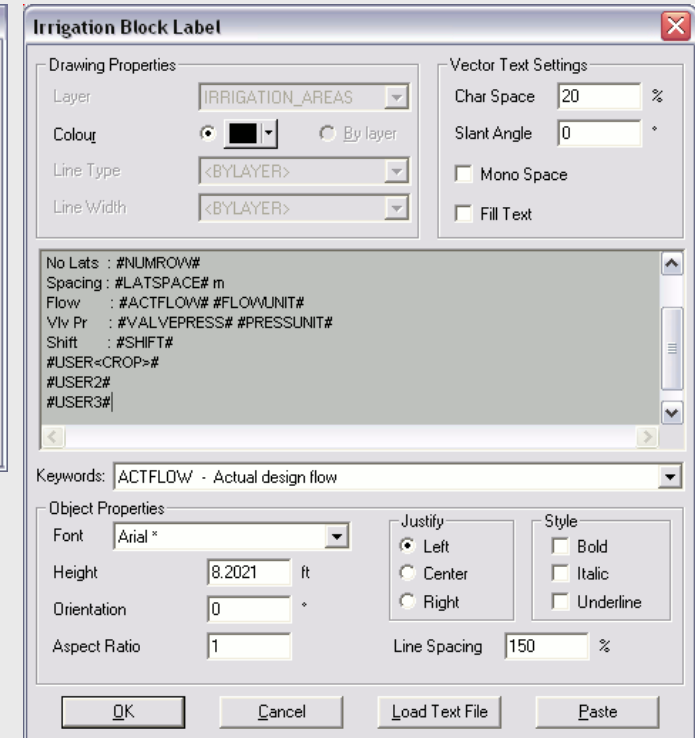 Irrigation Block Label
Drawing Properties
Layer IRRIGATION_AREAS
Colour By layer
Line Type <BYLAYER>
Line Width <BYLAYER>
Vector Text Settings
Char Space 20 %
Slant Angle 0 °
Mono Space
Fill Text
No Lats : #NUMROW#
Spacing : #LATSPACE# m
Flow : #ACTFLOW# #FLOWUNIT#
Vlv Pr : #VALVEPRESS# #PRESSUNIT#
Shift : #SHIFT#
#USER<CROP>#
#USER2#
#USER3#
Keywords: ACTFLOW - Actual design flow
Object Properties
Font Arial *
Height 8.2021 ft
Orientation 0 °
Aspect Ratio 1
Justify
Left
Center
Right
Style
Bold
Italic
Underline
Line Spacing 150 %
OK Cancel Load Text File Paste